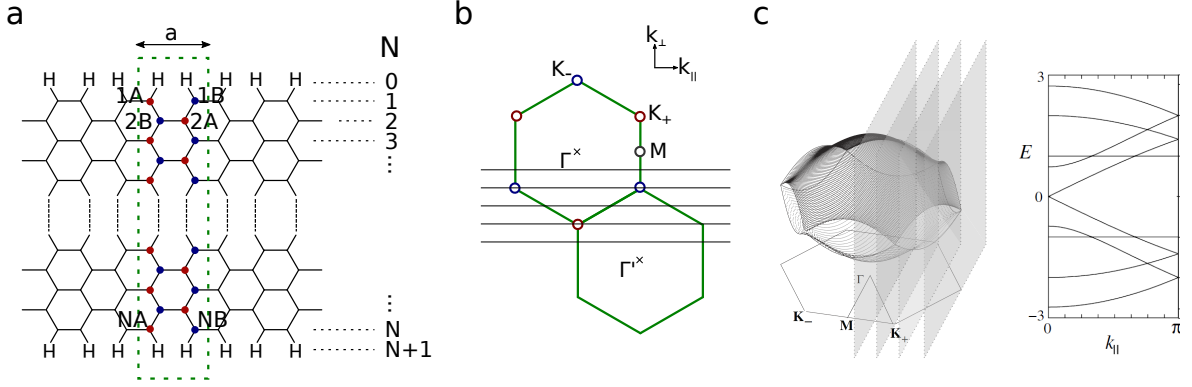 a
b
c
a
N
H H H H H H H H
0
1A 1B
1
2B 2A
2
3
⋮
⋮
NA NB
N
H H H H H H H H
N+1
k⊥
k||
K-
K+
M
Γ×
Γ'×
Γ
K-
M
K+
3
E
0
-3
0
π
k||